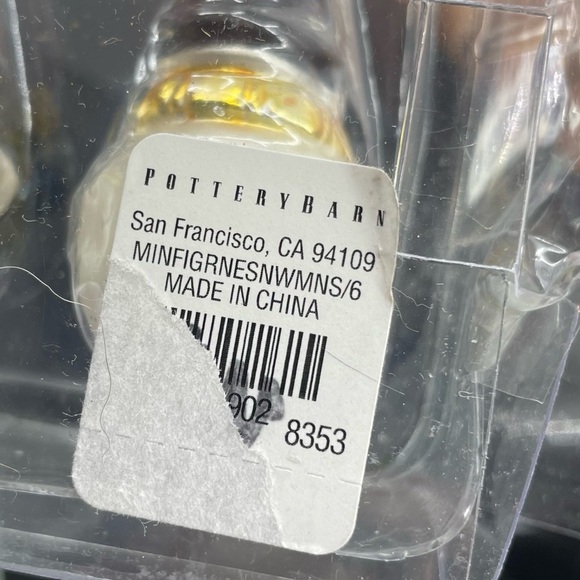 POTTERYBARN
San Francisco, CA 94109
MINFIGRNESNWMNS/6
MADE IN CHINA
902 8353